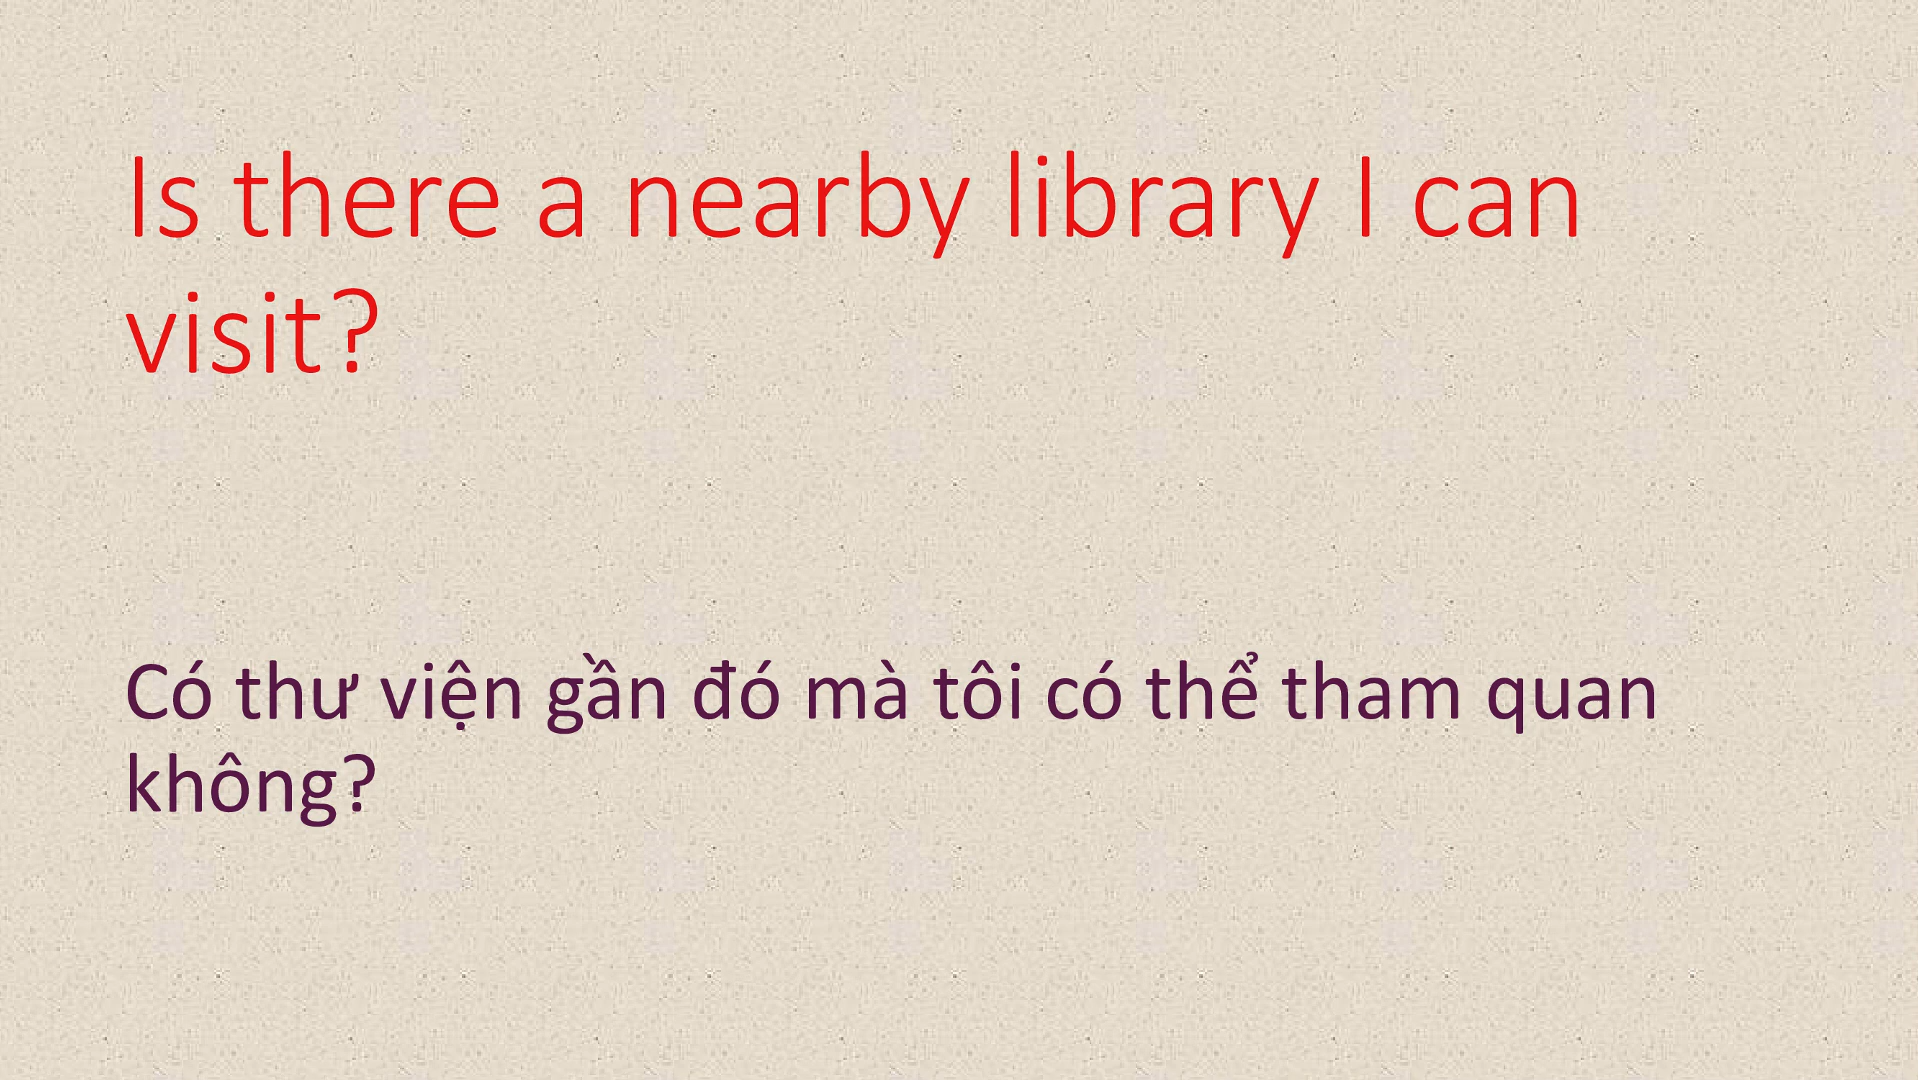 Is there a nearby library I can
visit?
Có thư viện gần đó mà tôi có thể tham quan
không?